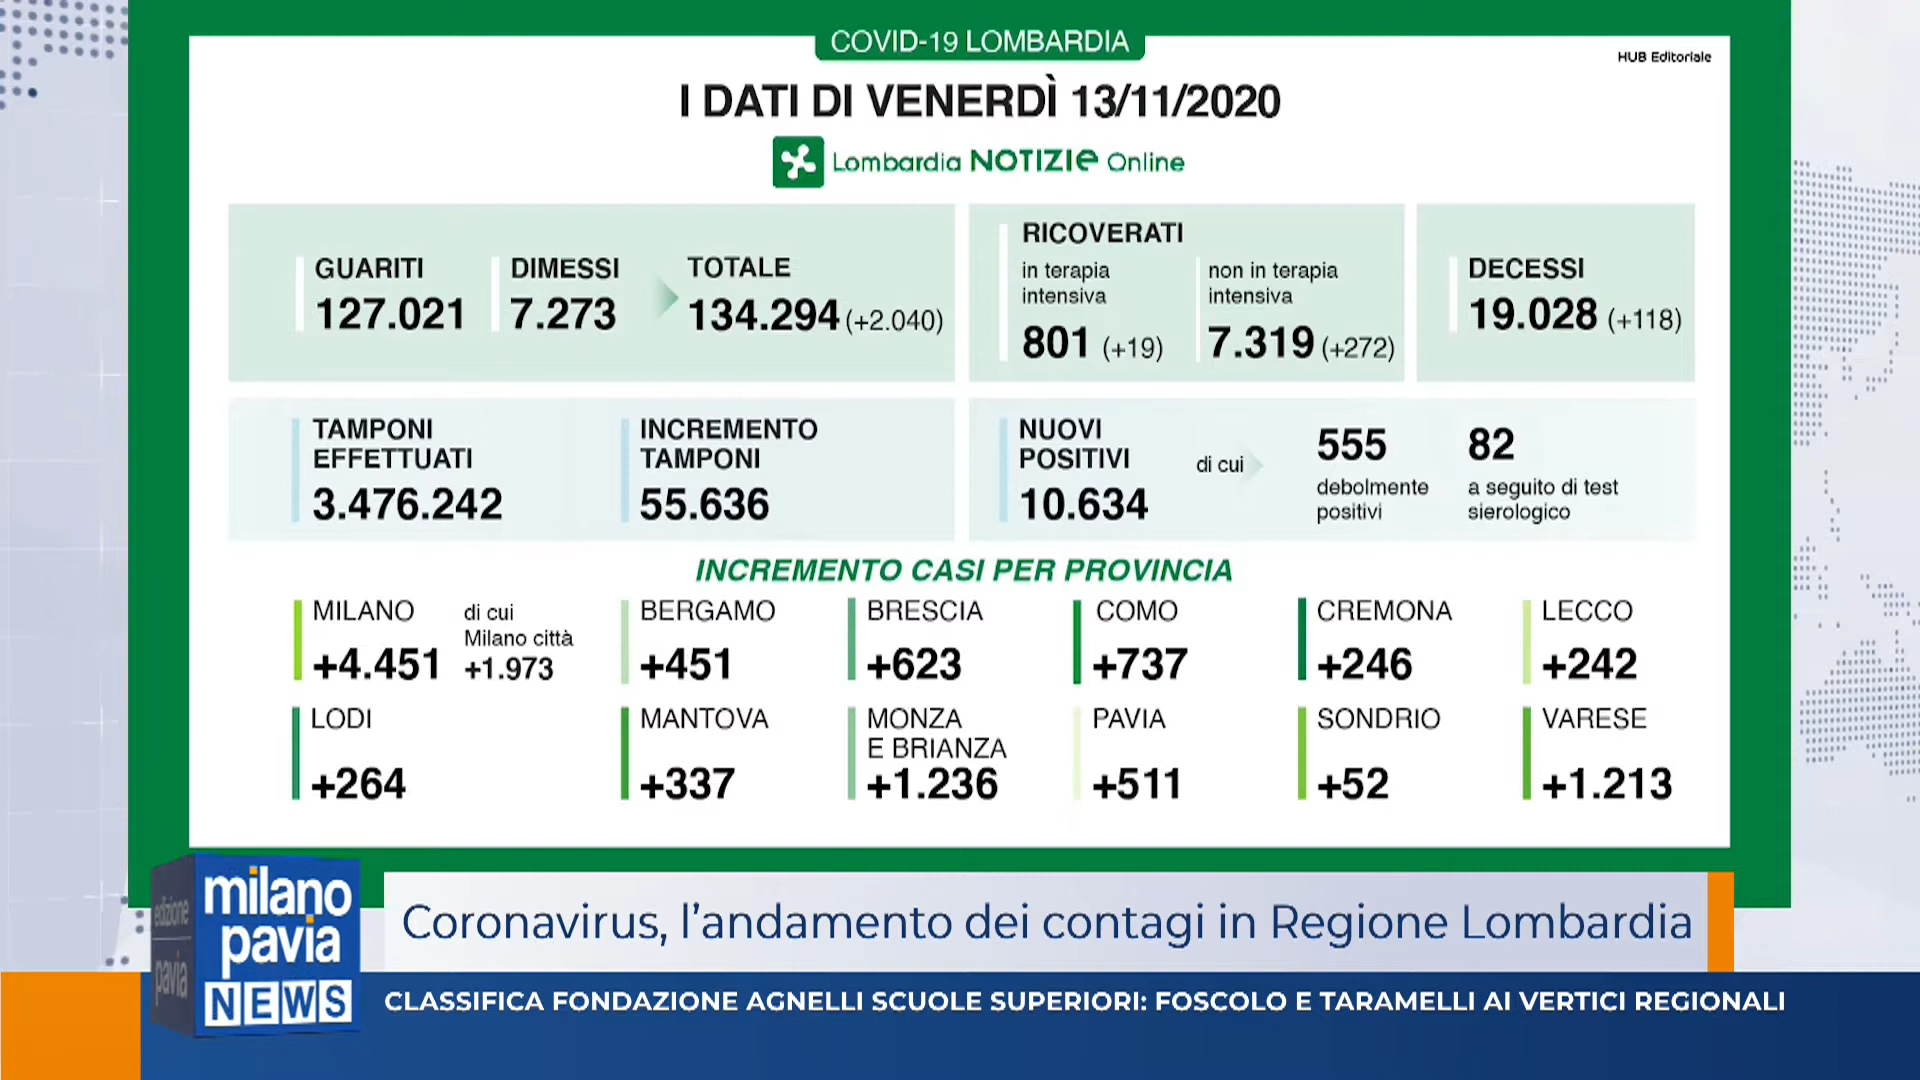 COVID-19 LOMBARDIA
HUB Editoriale
I DATI DI VENERDÌ 13/11/2020
Lombardia NOTIZIe Online
GUARITI
127.021
DIMESSI
7.273
TOTALE
134.294 (+2.040)
RICOVERATI
in terapia
intensiva
801 (+19)
non in terapia
intensiva
7.319 (+272)
DECESSI
19.028 (+118)
TAMPONI
EFFETTUATI
3.476.242
INCREMENTO
TAMPONI
55.636
NUOVI
POSITIVI
10.634
di cui
555
debolmente
positivi
82
a seguito di test
sierologico
INCREMENTO CASI PER PROVINCIA
MILANO
+4.451
di cui
Milano città
+1.973
BERGAMO
+451
BRESCIA
+623
COMO
+737
CREMONA
+246
LECCO
+242
LODI
+264
MANTOVA
+337
MONZA
E BRIANZA
+1.236
PAVIA
+511
SONDRIO
+52
VARESE
+1.213
edizione
pavia
milano
pavia
NEWS
Coronavirus, l'andamento dei contagi in Regione Lombardia
CLASSIFICA FONDAZIONE AGNELLI SCUOLE SUPERIORI: FOSCOLO E TARAMELLI AI VERTICI REGIONALI